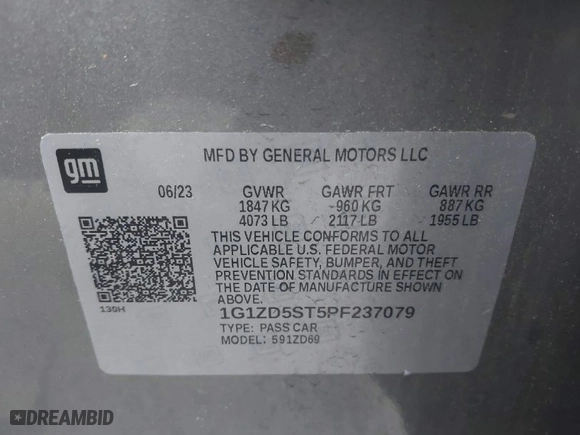 gm
MFD BY GENERAL MOTORS LLC
06/23 GVWR GAWR FRT GAWR RR
1847 KG 960 KG 887 KG
4073 LB 2117 LB 1955 LB
THIS VEHICLE CONFORMS TO ALL
APPLICABLE U.S. FEDERAL MOTOR
VEHICLE SAFETY, BUMPER, AND THEFT
PREVENTION STANDARDS IN EFFECT ON
THE DATE OF MANUFACTURE SHOWN
ABOVE.
130H
1G1ZD5ST5PF237079
TYPE: PASS CAR
MODEL: 591ZD69
DREAMBID